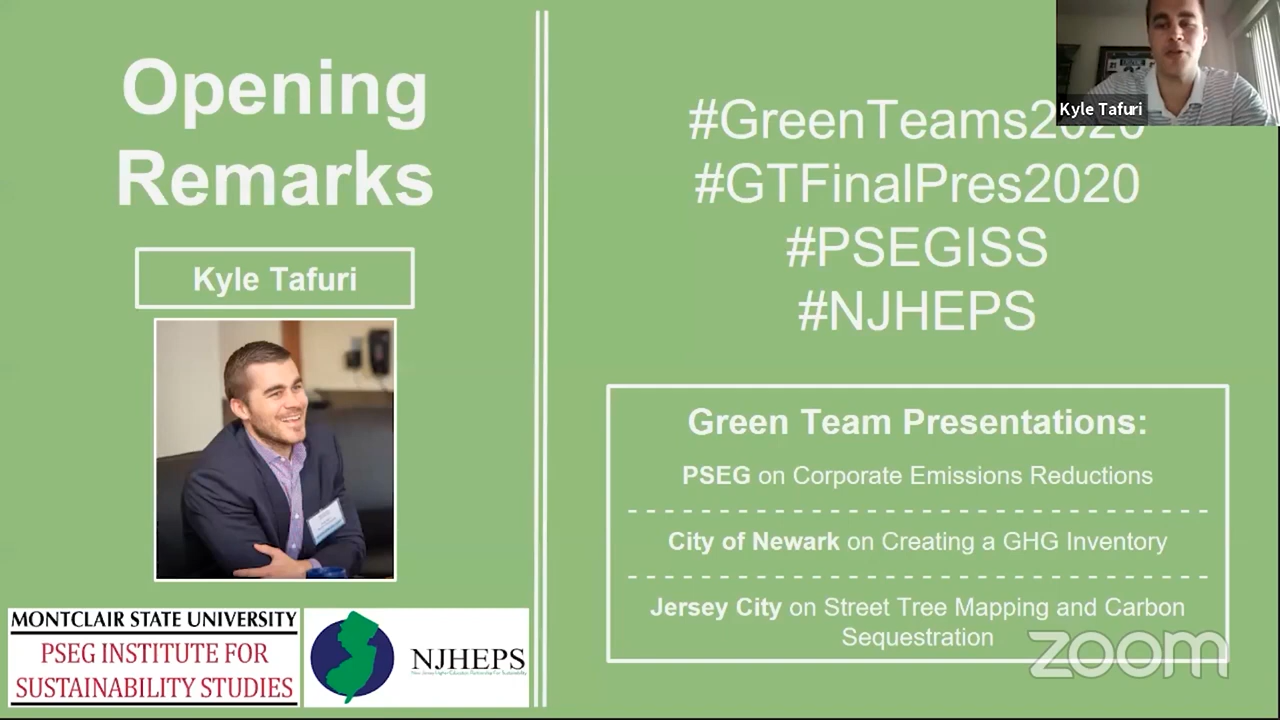 Opening
Remarks
Kyle Tafuri
MONTCLAIR STATE UNIVERSITY
PSEG INSTITUTE FOR
SUSTAINABILITY STUDIES
NJHEPS
New Jersey Higher Education Partnership For Sustainability
Kyle Tafuri
#GreenTeams2020
#GTFinalPres2020
#PSEGISS
#NJHEPS
Green Team Presentations:
PSEG on Corporate Emissions Reductions
City of Newark on Creating a GHG Inventory
Jersey City on Street Tree Mapping and Carbon
Sequestration
zoom